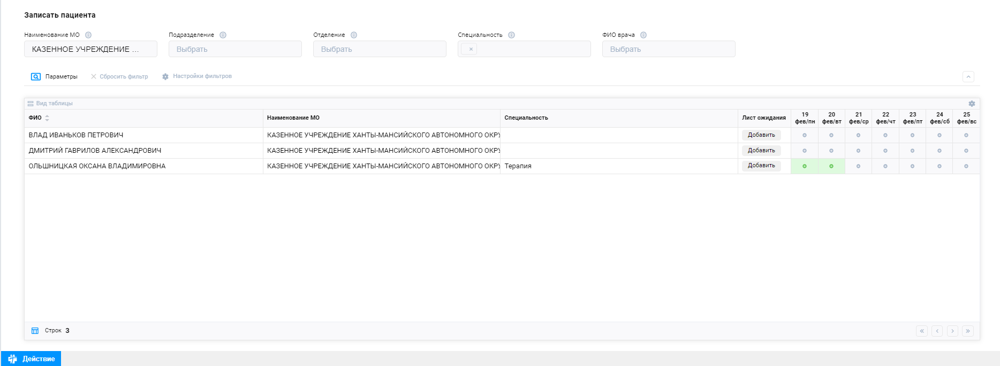 Записать пациента
Наименование МО Подразделение Отделение Специальность ФИО врача
КАЗЕННОЕ УЧРЕЖДЕНИЕ ... Выбрать Выбрать × Выбрать
Параметры Сбросить фильтр Настройки фильтров
Вид таблицы
ФИО Наименование МО Специальность Лист ожидания 19 фев/пн 20 фев/вт 21 фев/ср 22 фев/чт 23 фев/пт 24 фев/сб 25 фев/вс
ВЛАД ИВАНЬКОВ ПЕТРОВИЧ КАЗЕННОЕ УЧРЕЖДЕНИЕ ХАНТЫ-МАНСИЙСКОГО АВТОНОМНОГО ОКРУ Добавить
ДМИТРИЙ ГАВРИЛОВ АЛЕКСАНДРОВИЧ КАЗЕННОЕ УЧРЕЖДЕНИЕ ХАНТЫ-МАНСИЙСКОГО АВТОНОМНОГО ОКРУ Добавить
ОЛЬШНИЦКАЯ ОКСАНА ВЛАДИМИРОВНА КАЗЕННОЕ УЧРЕЖДЕНИЕ ХАНТЫ-МАНСИЙСКОГО АВТОНОМНОГО ОКРУ Терапия Добавить
Строк 3
Действие